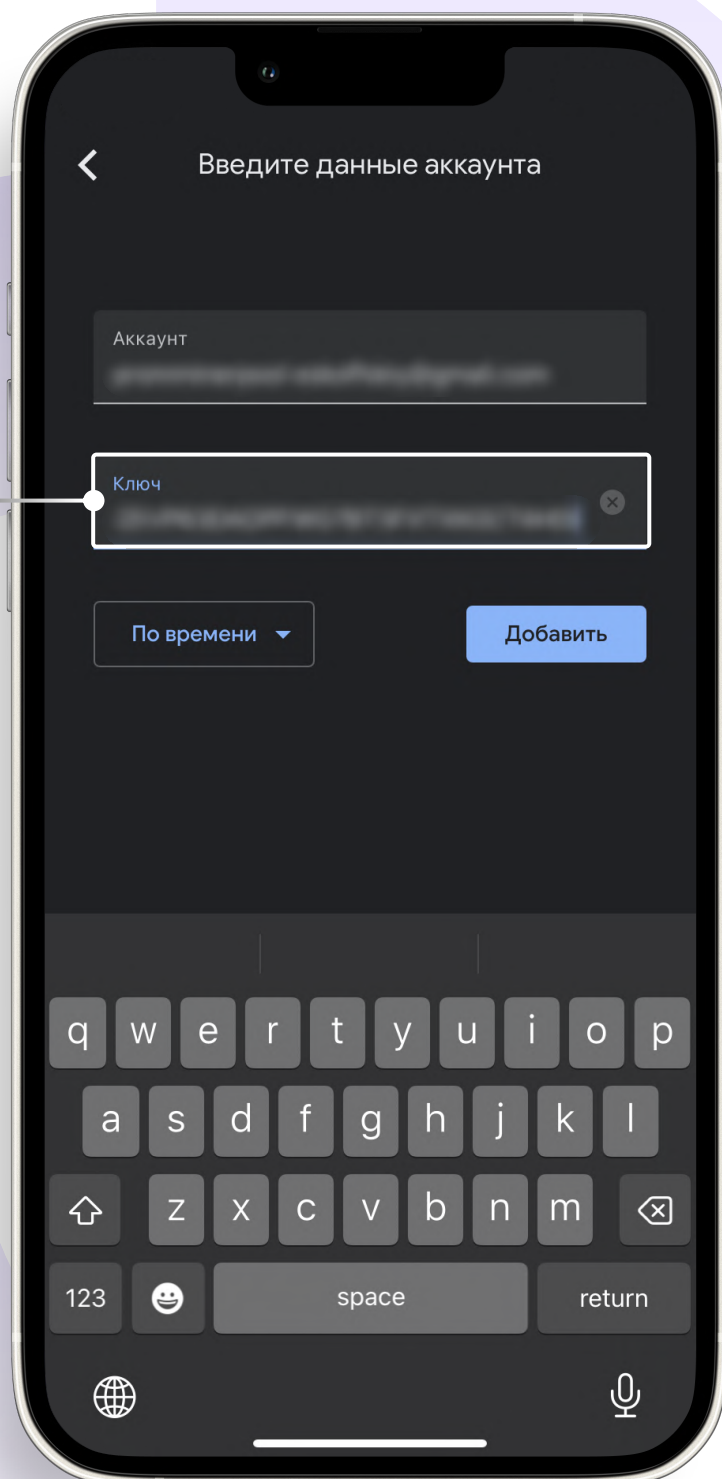 Введите данные аккаунта
Аккаунт
Ключ
По времени
Добавить
q w e r t y u i o p
a s d f g h j k l
z x c v b n m
123 space return